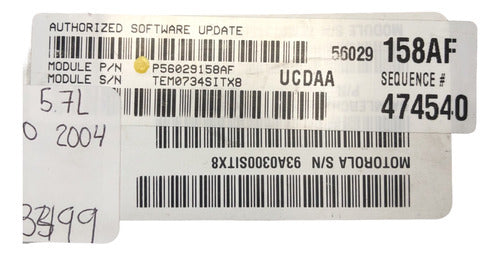 AUTHORIZED SOFTWARE UPDATE
56029 158AF
MODULE P/N P56029158AF
MODULE S/N TEM0734SITX8
UCDAA
SEQUENCE #
474540
MOTOROLA S/N 93A0300SITX8
5.7L
2004